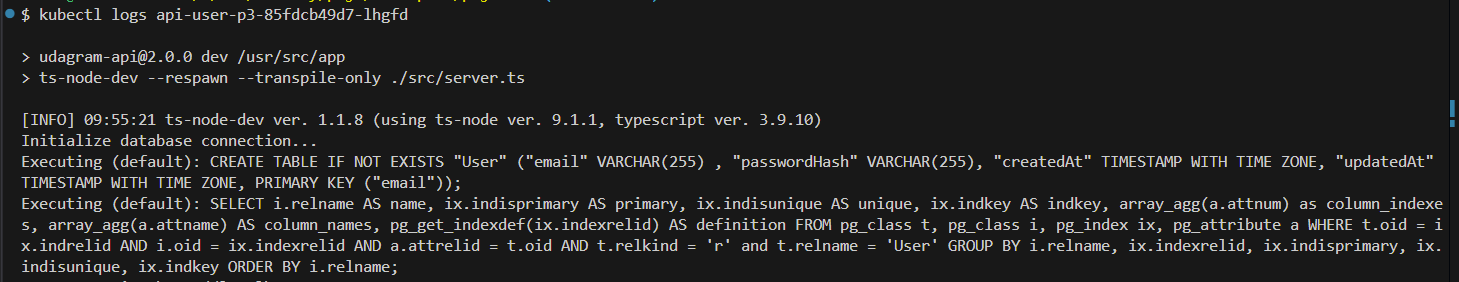 $ kubectl logs api-user-p3-85fdcb49d7-lhgfd
> udagram-api@2.0.0 dev /usr/src/app
> ts-node-dev --respawn --transpile-only ./src/server.ts
[INFO] 09:55:21 ts-node-dev ver. 1.1.8 (using ts-node ver. 9.1.1, typescript ver. 3.9.10)
Initialize database connection...
Executing (default): CREATE TABLE IF NOT EXISTS "User" ("email" VARCHAR(255) , "passwordHash" VARCHAR(255), "createdAt" TIMESTAMP WITH TIME ZONE, "updatedAt"
TIMESTAMP WITH TIME ZONE, PRIMARY KEY ("email"));
Executing (default): SELECT i.relname AS name, ix.indisprimary AS primary, ix.indisunique AS unique, ix.indkey AS indkey, array_agg(a.attnum) as column_indexe
s, array_agg(a.attname) AS column_names, pg_get_indexdef(ix.indexrelid) AS definition FROM pg_class t, pg_class i, pg_index ix, pg_attribute a WHERE t.oid = i
x.indrelid AND i.oid = ix.indexrelid AND a.attrelid = t.oid AND t.relkind = 'r' and t.relname = 'User' GROUP BY i.relname, ix.indexrelid, ix.indisprimary, ix.
indisunique, ix.indkey ORDER BY i.relname;